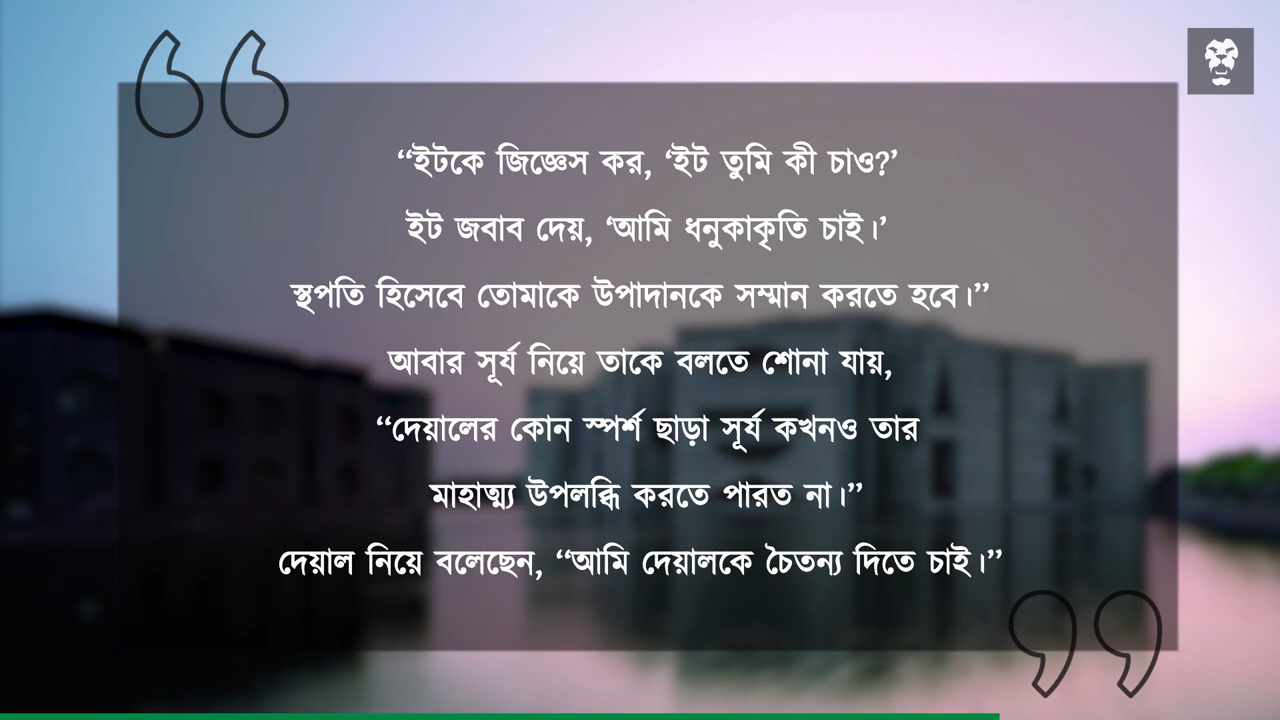 “ইটকে জিজ্ঞেস কর, ‘ইট তুমি কী চাও?’
ইট জবাব দেয়, ‘আমি ধনুকাকৃতি চাই।’
স্থপতি হিসেবে তোমাকে উপাদানকে সম্মান করতে হবে।”
আবার সূর্য নিয়ে তাকে বলতে শোনা যায়,
“দেয়ালের কোন স্পর্শ ছাড়া সূর্য কখনও তার
মাহাত্ম্য উপলব্ধি করতে পারত না।”
দেয়াল নিয়ে বলেছেন, “আমি দেয়ালকে চৈতন্য দিতে চাই।”